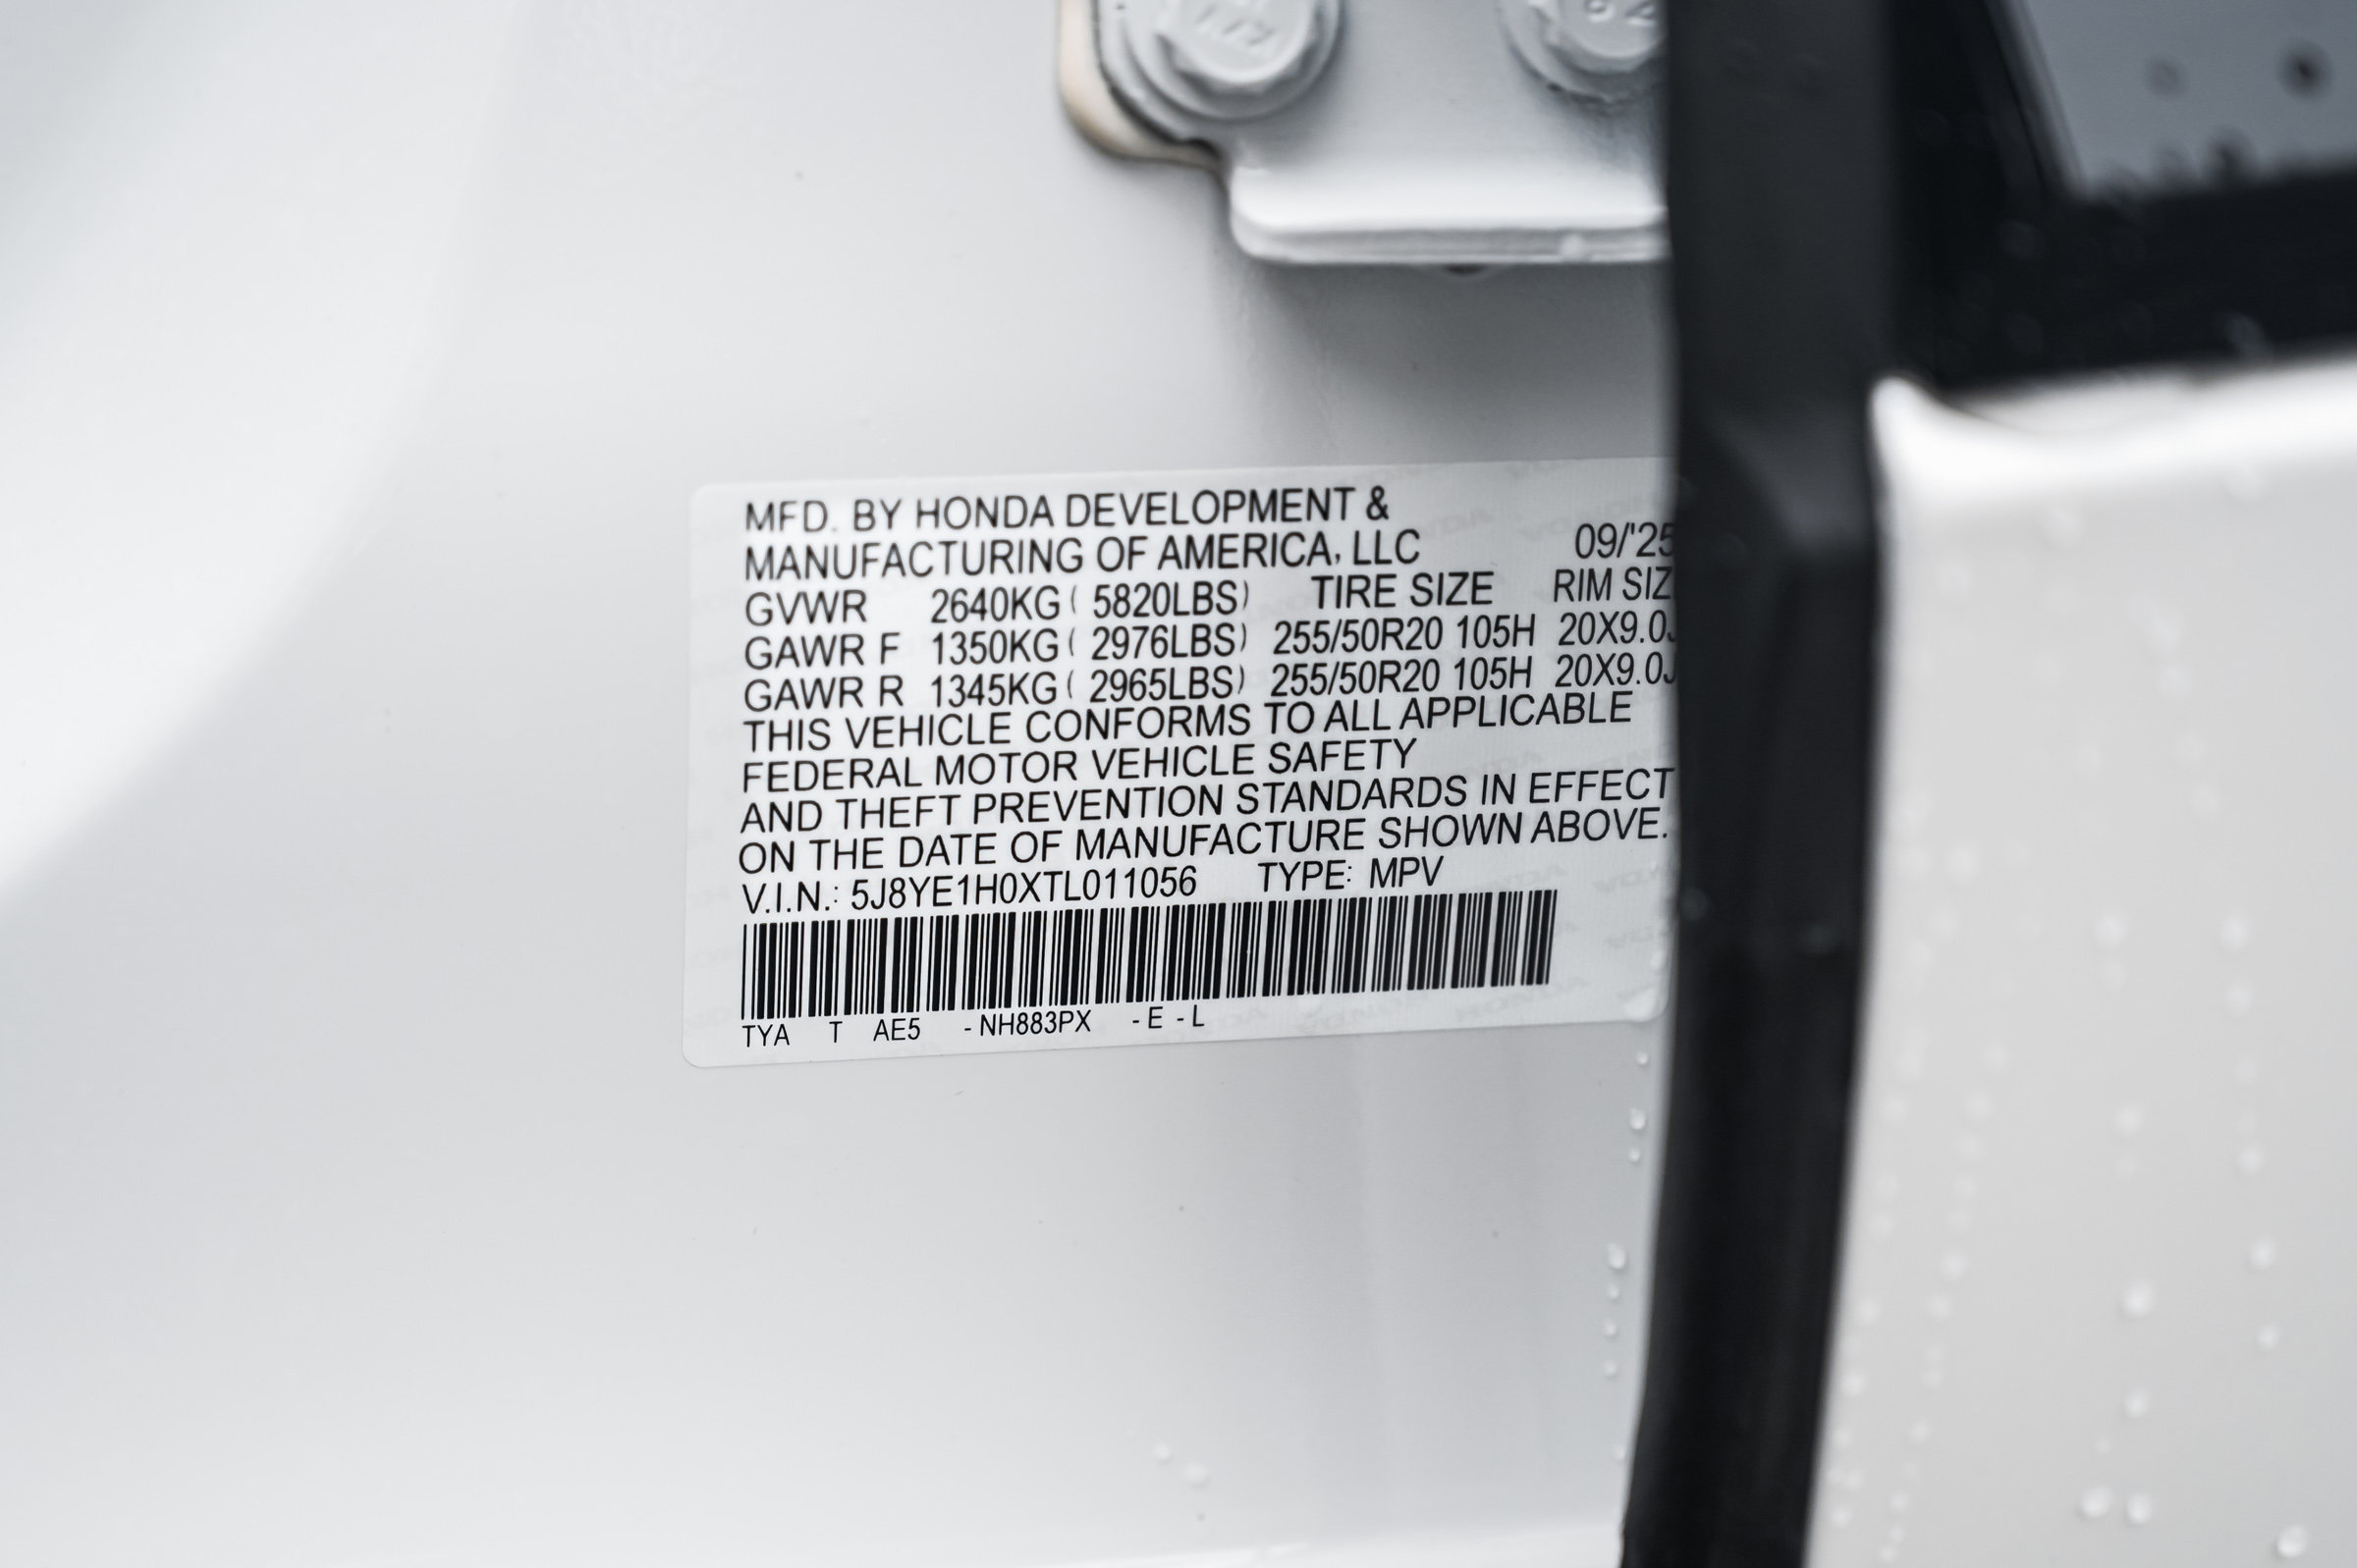 MFD. BY HONDA DEVELOPMENT &
MANUFACTURING OF AMERICA, LLC 09/'25
GVWR 2640KG ( 5820LBS) TIRE SIZE RIM SIZ
GAWR F 1350KG ( 2976LBS) 255/50R20 105H 20X9.0J
GAWR R 1345KG ( 2965LBS) 255/50R20 105H 20X9.0J
THIS VEHICLE CONFORMS TO ALL APPLICABLE
FEDERAL MOTOR VEHICLE SAFETY
AND THEFT PREVENTION STANDARDS IN EFFECT
ON THE DATE OF MANUFACTURE SHOWN ABOVE.
V.I.N.: 5J8YE1H0XTL011056 TYPE: MPV
TYA T AE5 - NH883PX - E - L